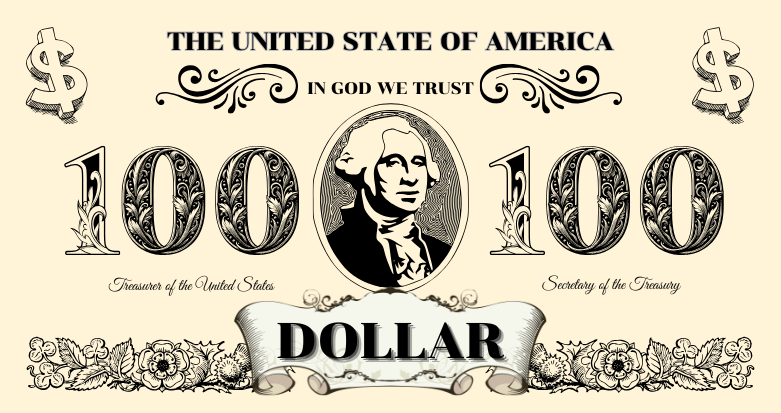 $ THE UNITED STATE OF AMERICA $
IN GOD WE TRUST
100 100
Treasurer of the United States Secretary of the Treasury
DOLLAR